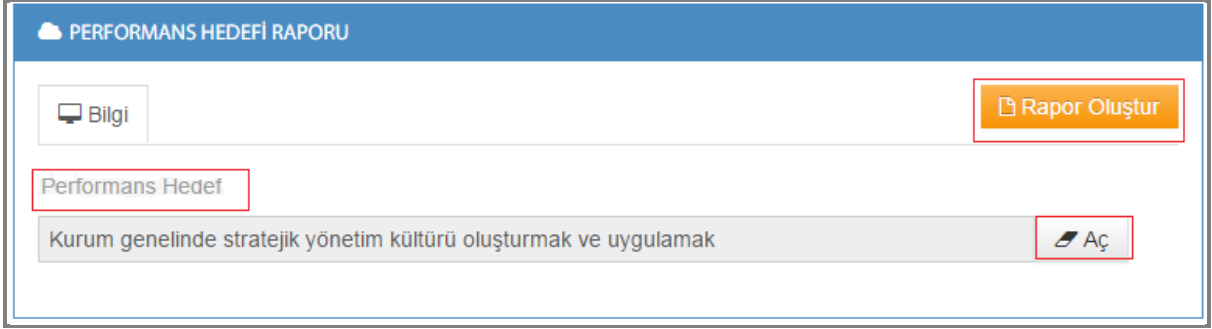 PERFORMANS HEDEFİ RAPORU
Bilgi
Rapor Oluştur
Performans Hedef
Kurum genelinde stratejik yönetim kültürü oluşturmak ve uygulamak
Aç